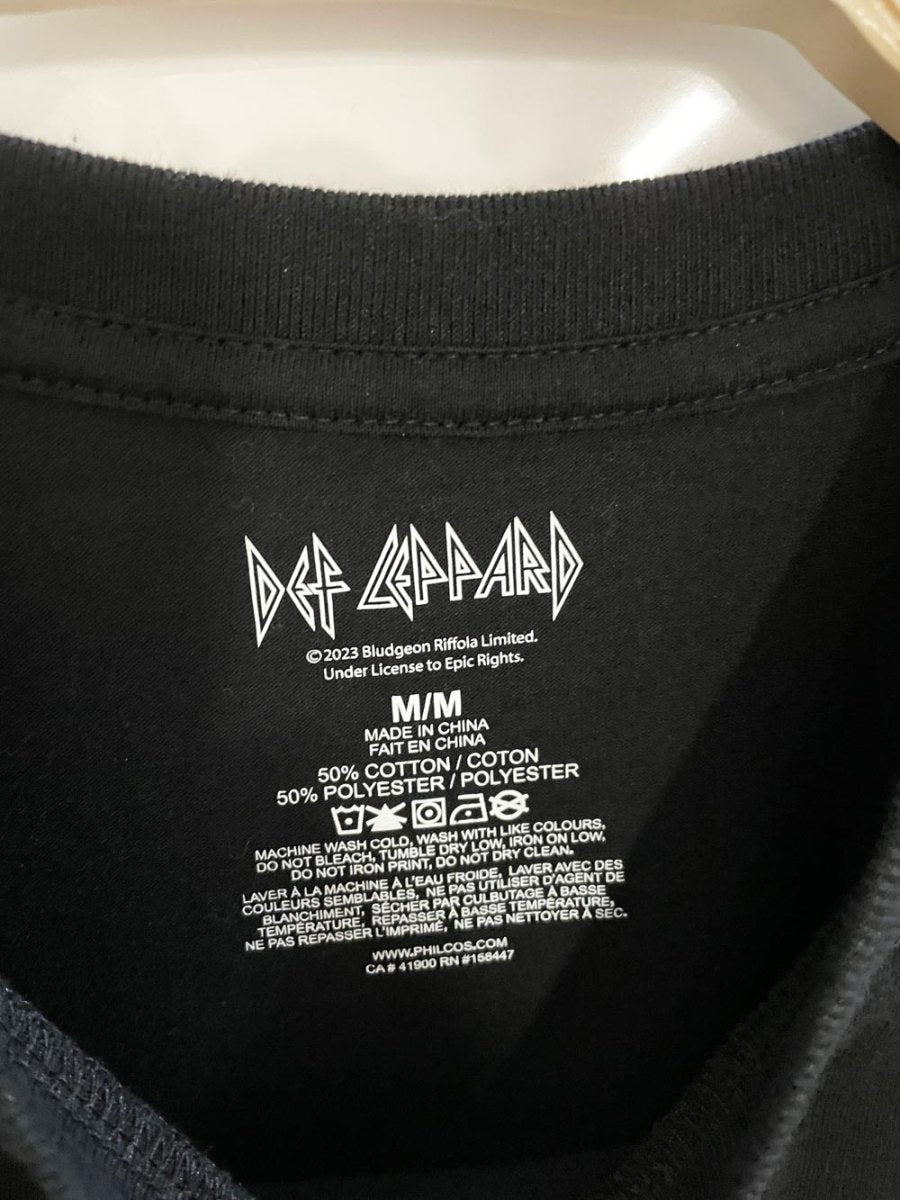 DEF LEPPARD
©2023 Bludgeon Riffola Limited.
Under License to Epic Rights.
M/M
MADE IN CHINA
FAIT EN CHINA
50% COTTON / COTON
50% POLYESTER / POLYESTER
MACHINE WASH COLD, WASH WITH LIKE COLOURS,
DO NOT BLEACH, TUMBLE DRY LOW, IRON ON LOW,
DO NOT IRON PRINT, DO NOT DRY CLEAN.
LAVER À LA MACHINE À L'EAU FROIDE, LAVER AVEC DES
COULEURS SEMBLABLES, NE PAS UTILISER D'AGENT DE
BLANCHIMENT, SÉCHER PAR CULBUTAGE À BASSE
TEMPÉRATURE, REPASSER À BASSE TEMPÉRATURE,
NE PAS REPASSER L'IMPRIMÉ, NE PAS NETTOYER À SEC.
WWW.PHILCOS.COM
CA# 41900 RN #158447